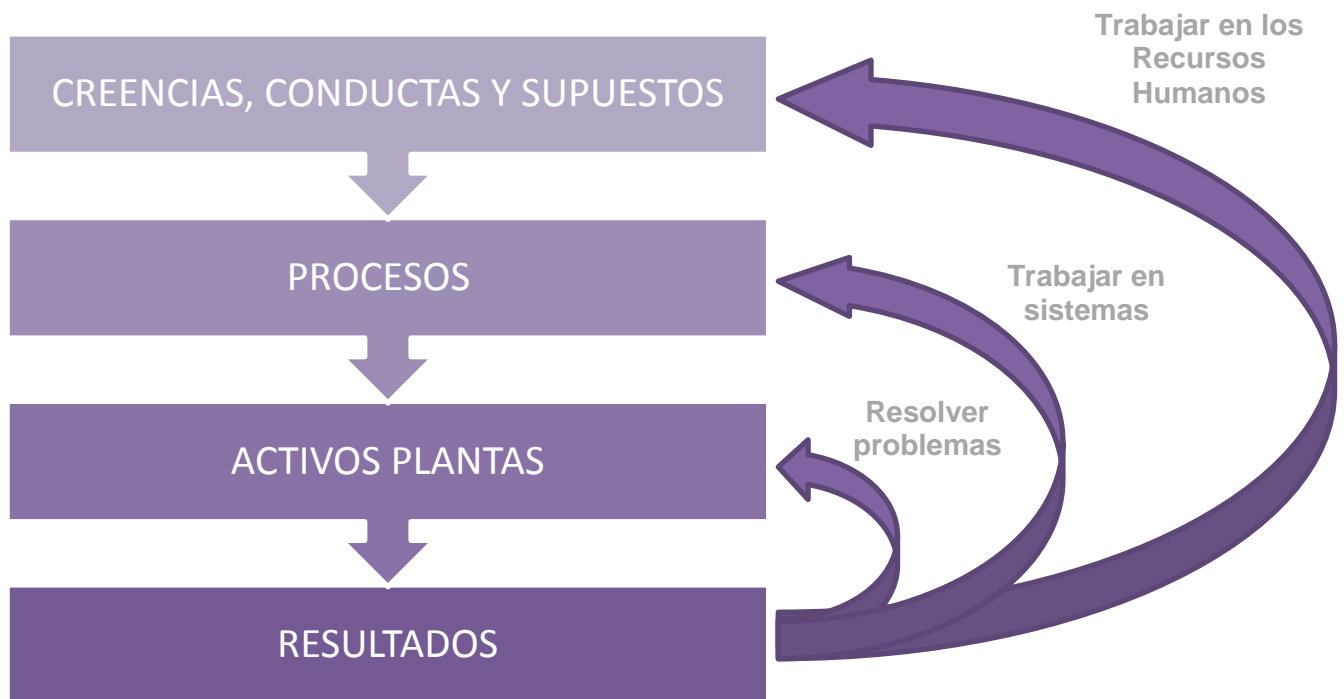 Trabajar en los
Recursos
Humanos
CREENCIAS, CONDUCTAS Y SUPUESTOS
PROCESOS
Trabajar en
sistemas
Resolver
problemas
ACTIVOS PLANTAS
RESULTADOS